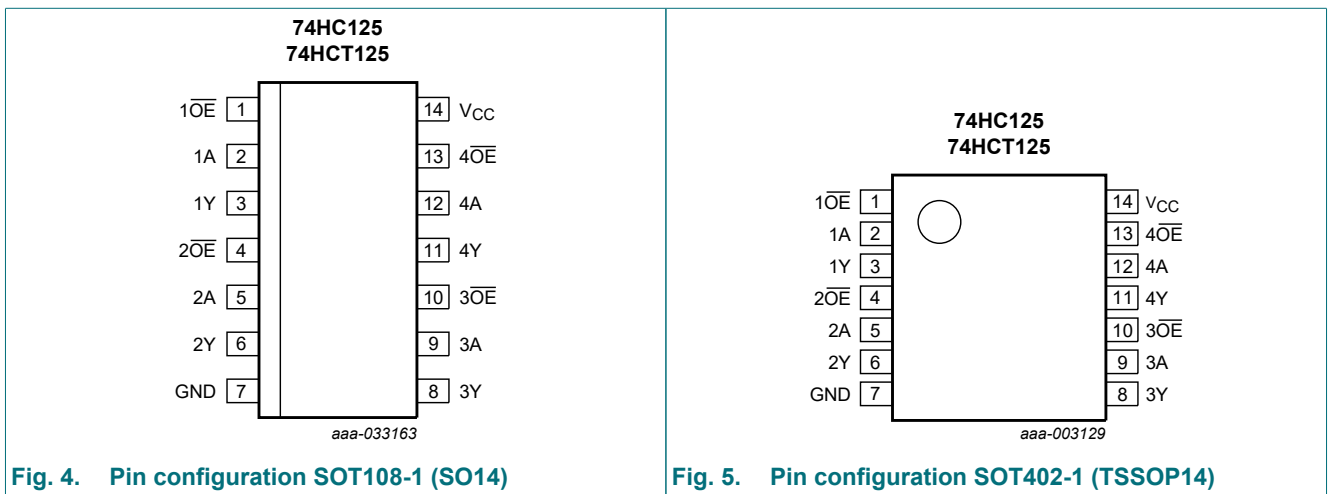 74HC125
74HCT125
1OE 1
14 VCC
1A 2
13 4OE
1Y 3
12 4A
2OE 4
11 4Y
2A 5
10 3OE
2Y 6
9 3A
GND 7
8 3Y
aaa-033163
Fig. 4. Pin configuration SOT108-1 (SO14)
74HC125
74HCT125
1OE 1
14 VCC
1A 2
13 4OE
1Y 3
12 4A
2OE 4
11 4Y
2A 5
10 3OE
2Y 6
9 3A
GND 7
8 3Y
aaa-003129
Fig. 5. Pin configuration SOT402-1 (TSSOP14)